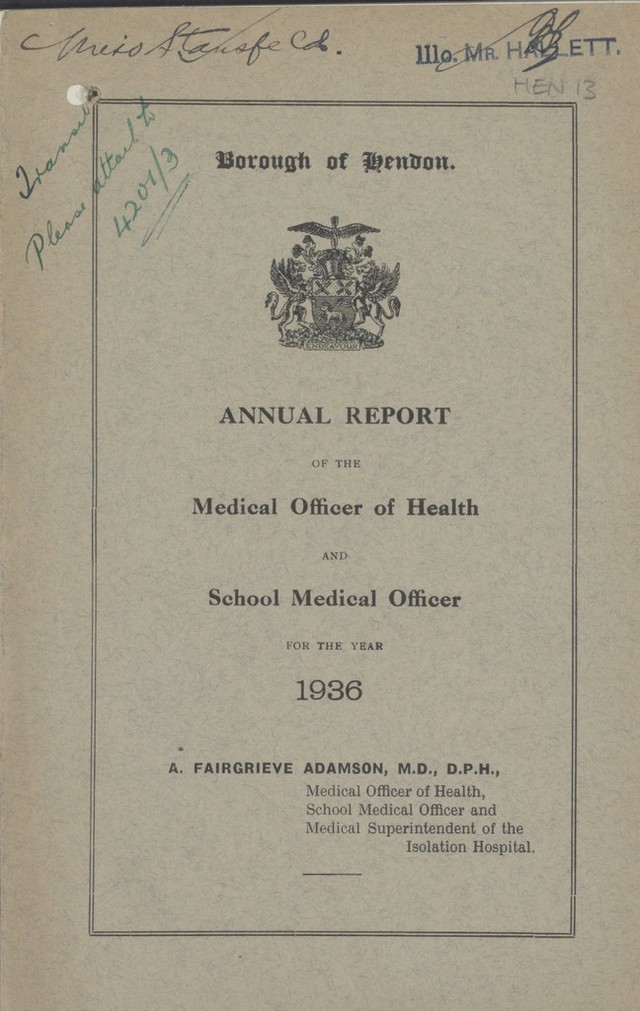 Miss Stansfeld.
111o. MR. HALLETT.
HEN 13
Please attach to
4201/3
Borough of Hendon.
ENDEAVOUR
ANNUAL REPORT
OF THE
Medical Officer of Health
AND
School Medical Officer
FOR THE YEAR
1936
A. FAIRGRIEVE ADAMSON, M.D., D.P.H.,
Medical Officer of Health,
School Medical Officer and
Medical Superintendent of the
Isolation Hospital.